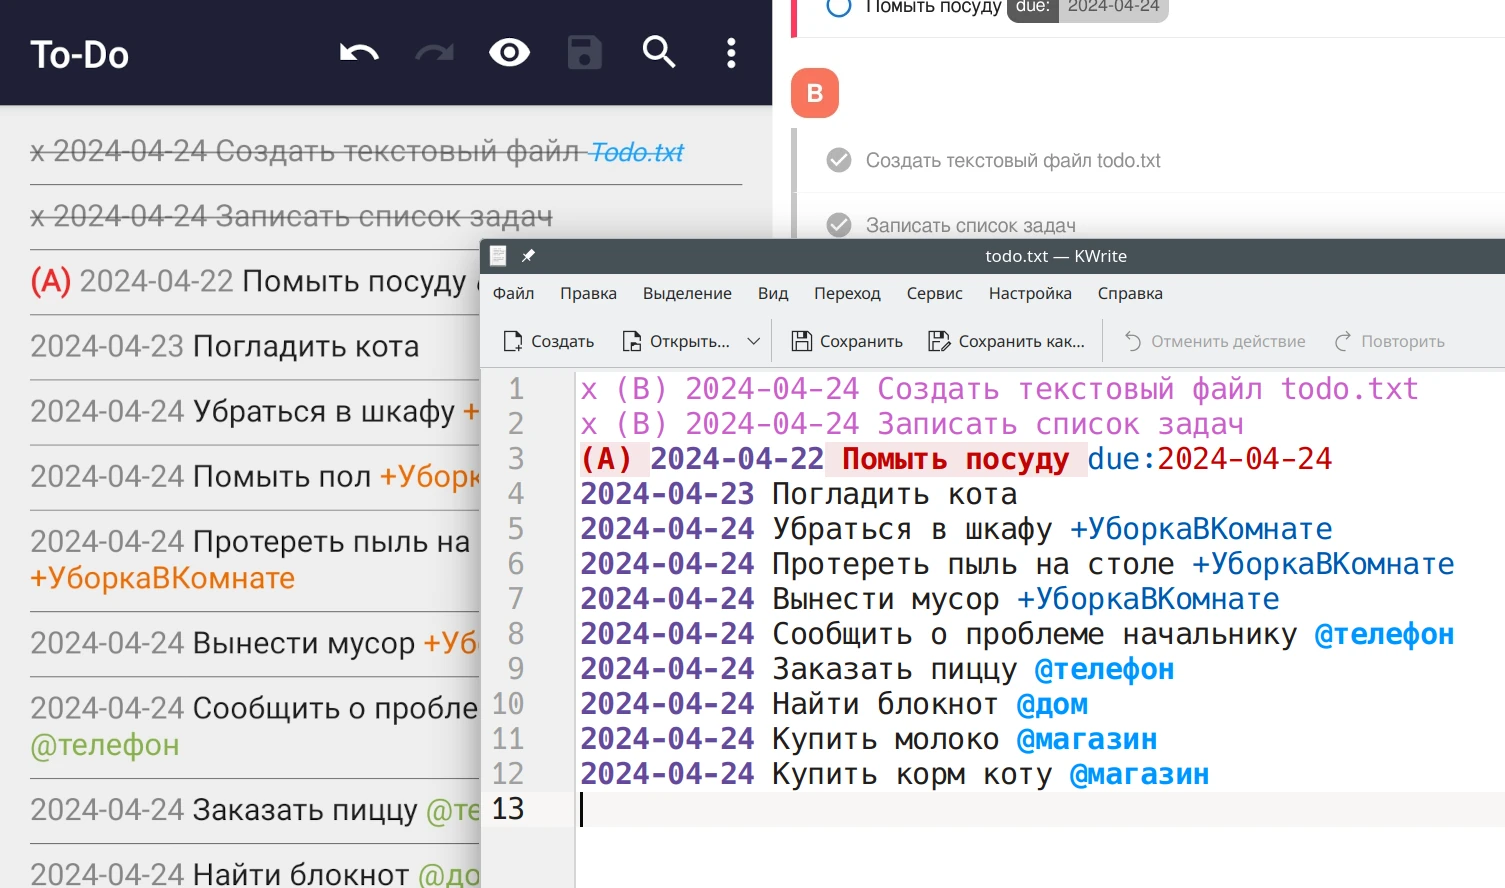 To-Do
x 2024-04-24 Создать текстовый файл Todo.txt
x 2024-04-24 Записать список задач
(A) 2024-04-22 Помыть посуду
2024-04-23 Погладить кота
2024-04-24 Убраться в шкафу +
2024-04-24 Помыть пол +Уборк
2024-04-24 Протереть пыль на
+УборкаВКомнате
2024-04-24 Вынести мусор +Уб
2024-04-24 Сообщить о пробле
@телефон
2024-04-24 Заказать пиццу @те
2024-04-24 Найти блокнот @до
Помыть посуду due: 2024-04-24
B
Создать текстовый файл todo.txt
Записать список задач
todo.txt — KWrite
Файл Правка Выделение Вид Переход Сервис Настройка Справка
Создать Открыть... Сохранить Сохранить как... Отменить действие Повторить
1 x (B) 2024-04-24 Создать текстовый файл todo.txt
2 x (B) 2024-04-24 Записать список задач
3 (A) 2024-04-22 Помыть посуду due:2024-04-24
4 2024-04-23 Погладить кота
5 2024-04-24 Убраться в шкафу +УборкаВКомнате
6 2024-04-24 Протереть пыль на столе +УборкаВКомнате
7 2024-04-24 Вынести мусор +УборкаВКомнате
8 2024-04-24 Сообщить о проблеме начальнику @телефон
9 2024-04-24 Заказать пиццу @телефон
10 2024-04-24 Найти блокнот @дом
11 2024-04-24 Купить молоко @магазин
12 2024-04-24 Купить корм коту @магазин
13